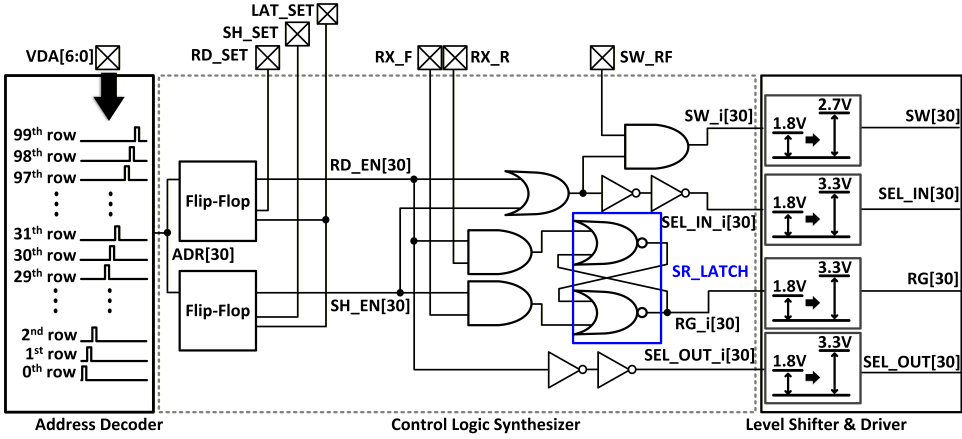 LAT_SET
SH_SET
VDA[6:0]
RD_SET
RX_F
RX_R
SW_RF
99th row
98th row
97th row
31th row
30th row
29th row
2nd row
1st row
0th row
ADR[30]
Flip-Flop
Flip-Flop
RD_EN[30]
SH_EN[30]
SW_i[30]
SEL_IN_i[30]
SR_LATCH
RG_i[30]
SEL_OUT_i[30]
1.8V
2.7V
SW[30]
1.8V
3.3V
SEL_IN[30]
1.8V
3.3V
RG[30]
1.8V
3.3V
SEL_OUT[30]
Address Decoder
Control Logic Synthesizer
Level Shifter & Driver